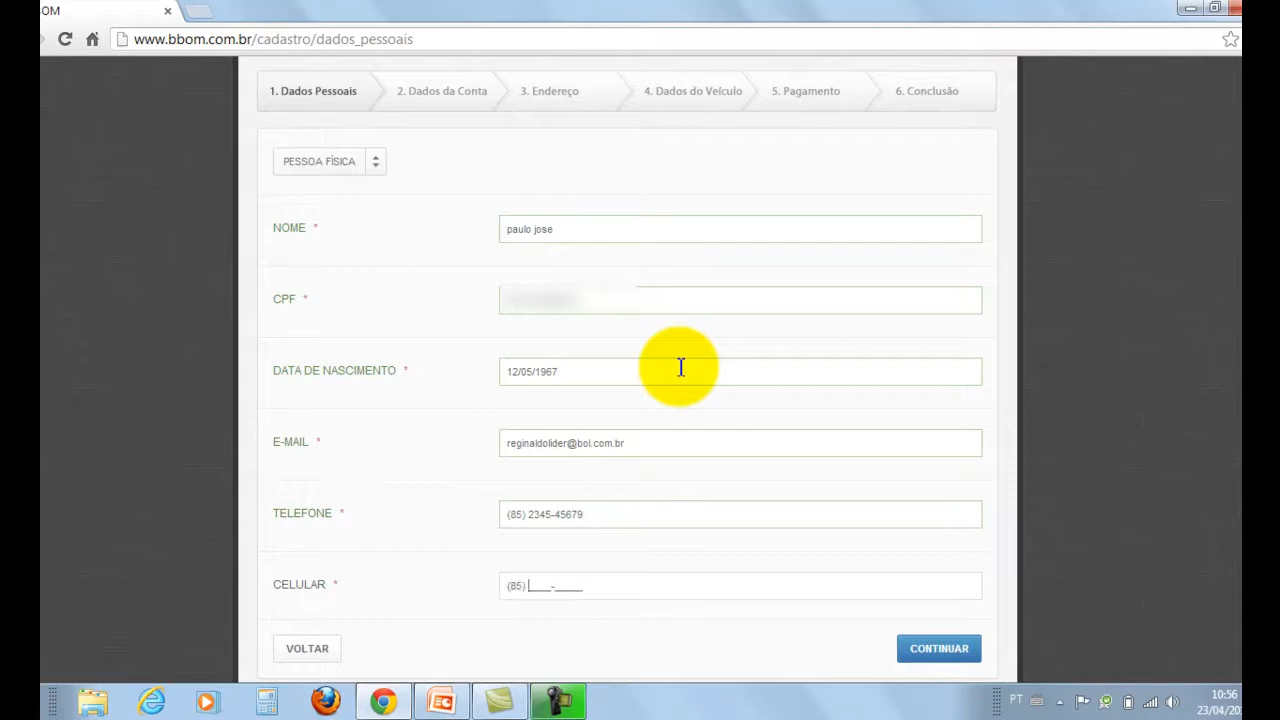 OM
www.bbom.com.br/cadastro/dados_pessoais
1. Dados Pessoais 2. Dados da Conta 3. Endereço 4. Dados do Veículo 5. Pagamento 6. Conclusão
PESSOA FÍSICA
NOME * paulo jose
CPF *
DATA DE NASCIMENTO * 12/05/1967
E-MAIL * reginaldolider@bol.com.br
TELEFONE * (85) 2345-45679
CELULAR * (85) ____-_____
VOLTAR CONTINUAR
PT 10:56
23/04/20